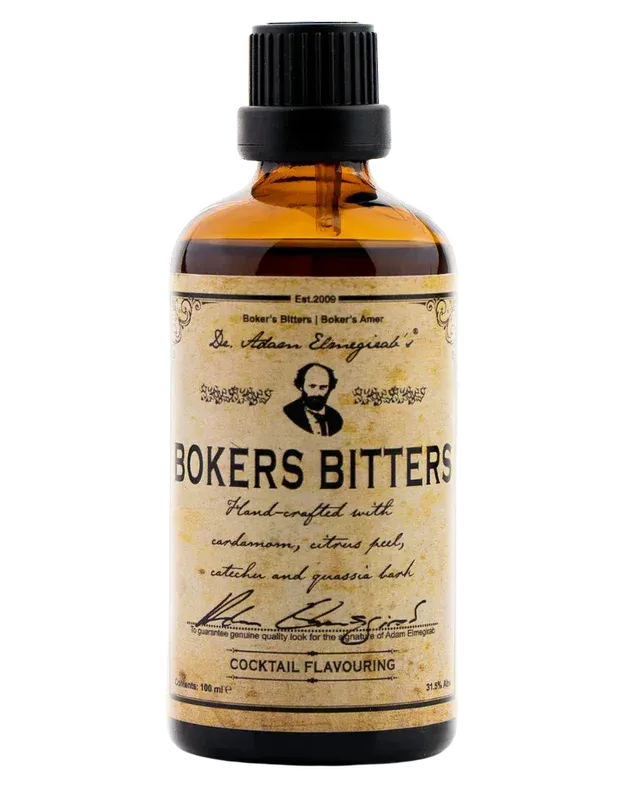 Est.2009
Boker's Bitters | Boker's Amer
Dr. Adam Elmegirab's®
BOKERS BITTERS
Hand-crafted with
cardamom, citrus peel,
catechu and quassia bark
To guarantee genuine quality look for the signature of Adam Elmegirab
COCKTAIL FLAVOURING
Contents: 100 ml ℮
31.5% Abv